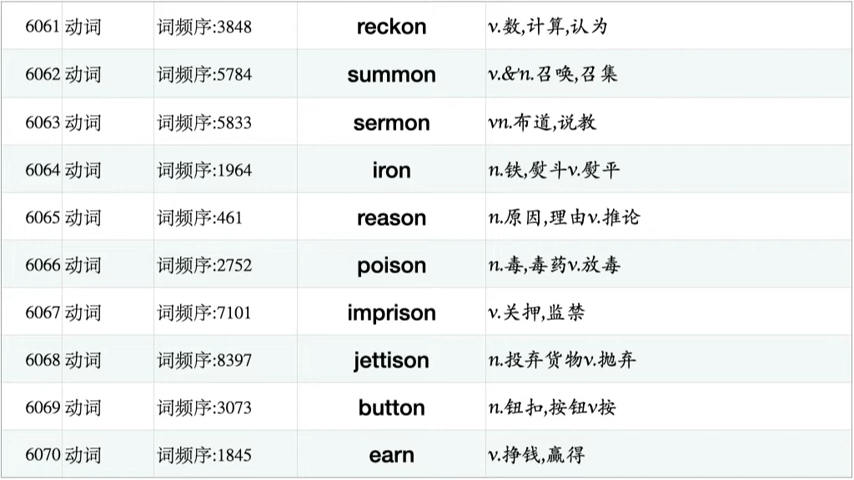 6061 动词 词频序:3848 reckon v.数,计算,认为
6062 动词 词频序:5784 summon v.&n.召唤,召集
6063 动词 词频序:5833 sermon vn.布道,说教
6064 动词 词频序:1964 iron n.铁,熨斗v.熨平
6065 动词 词频序:461 reason n.原因,理由v.推论
6066 动词 词频序:2752 poison n.毒,毒药v.放毒
6067 动词 词频序:7101 imprison v.关押,监禁
6068 动词 词频序:8397 jettison n.投弃货物v.抛弃
6069 动词 词频序:3073 button n.钮扣,按钮v按
6070 动词 词频序:1845 earn v.挣钱,赢得